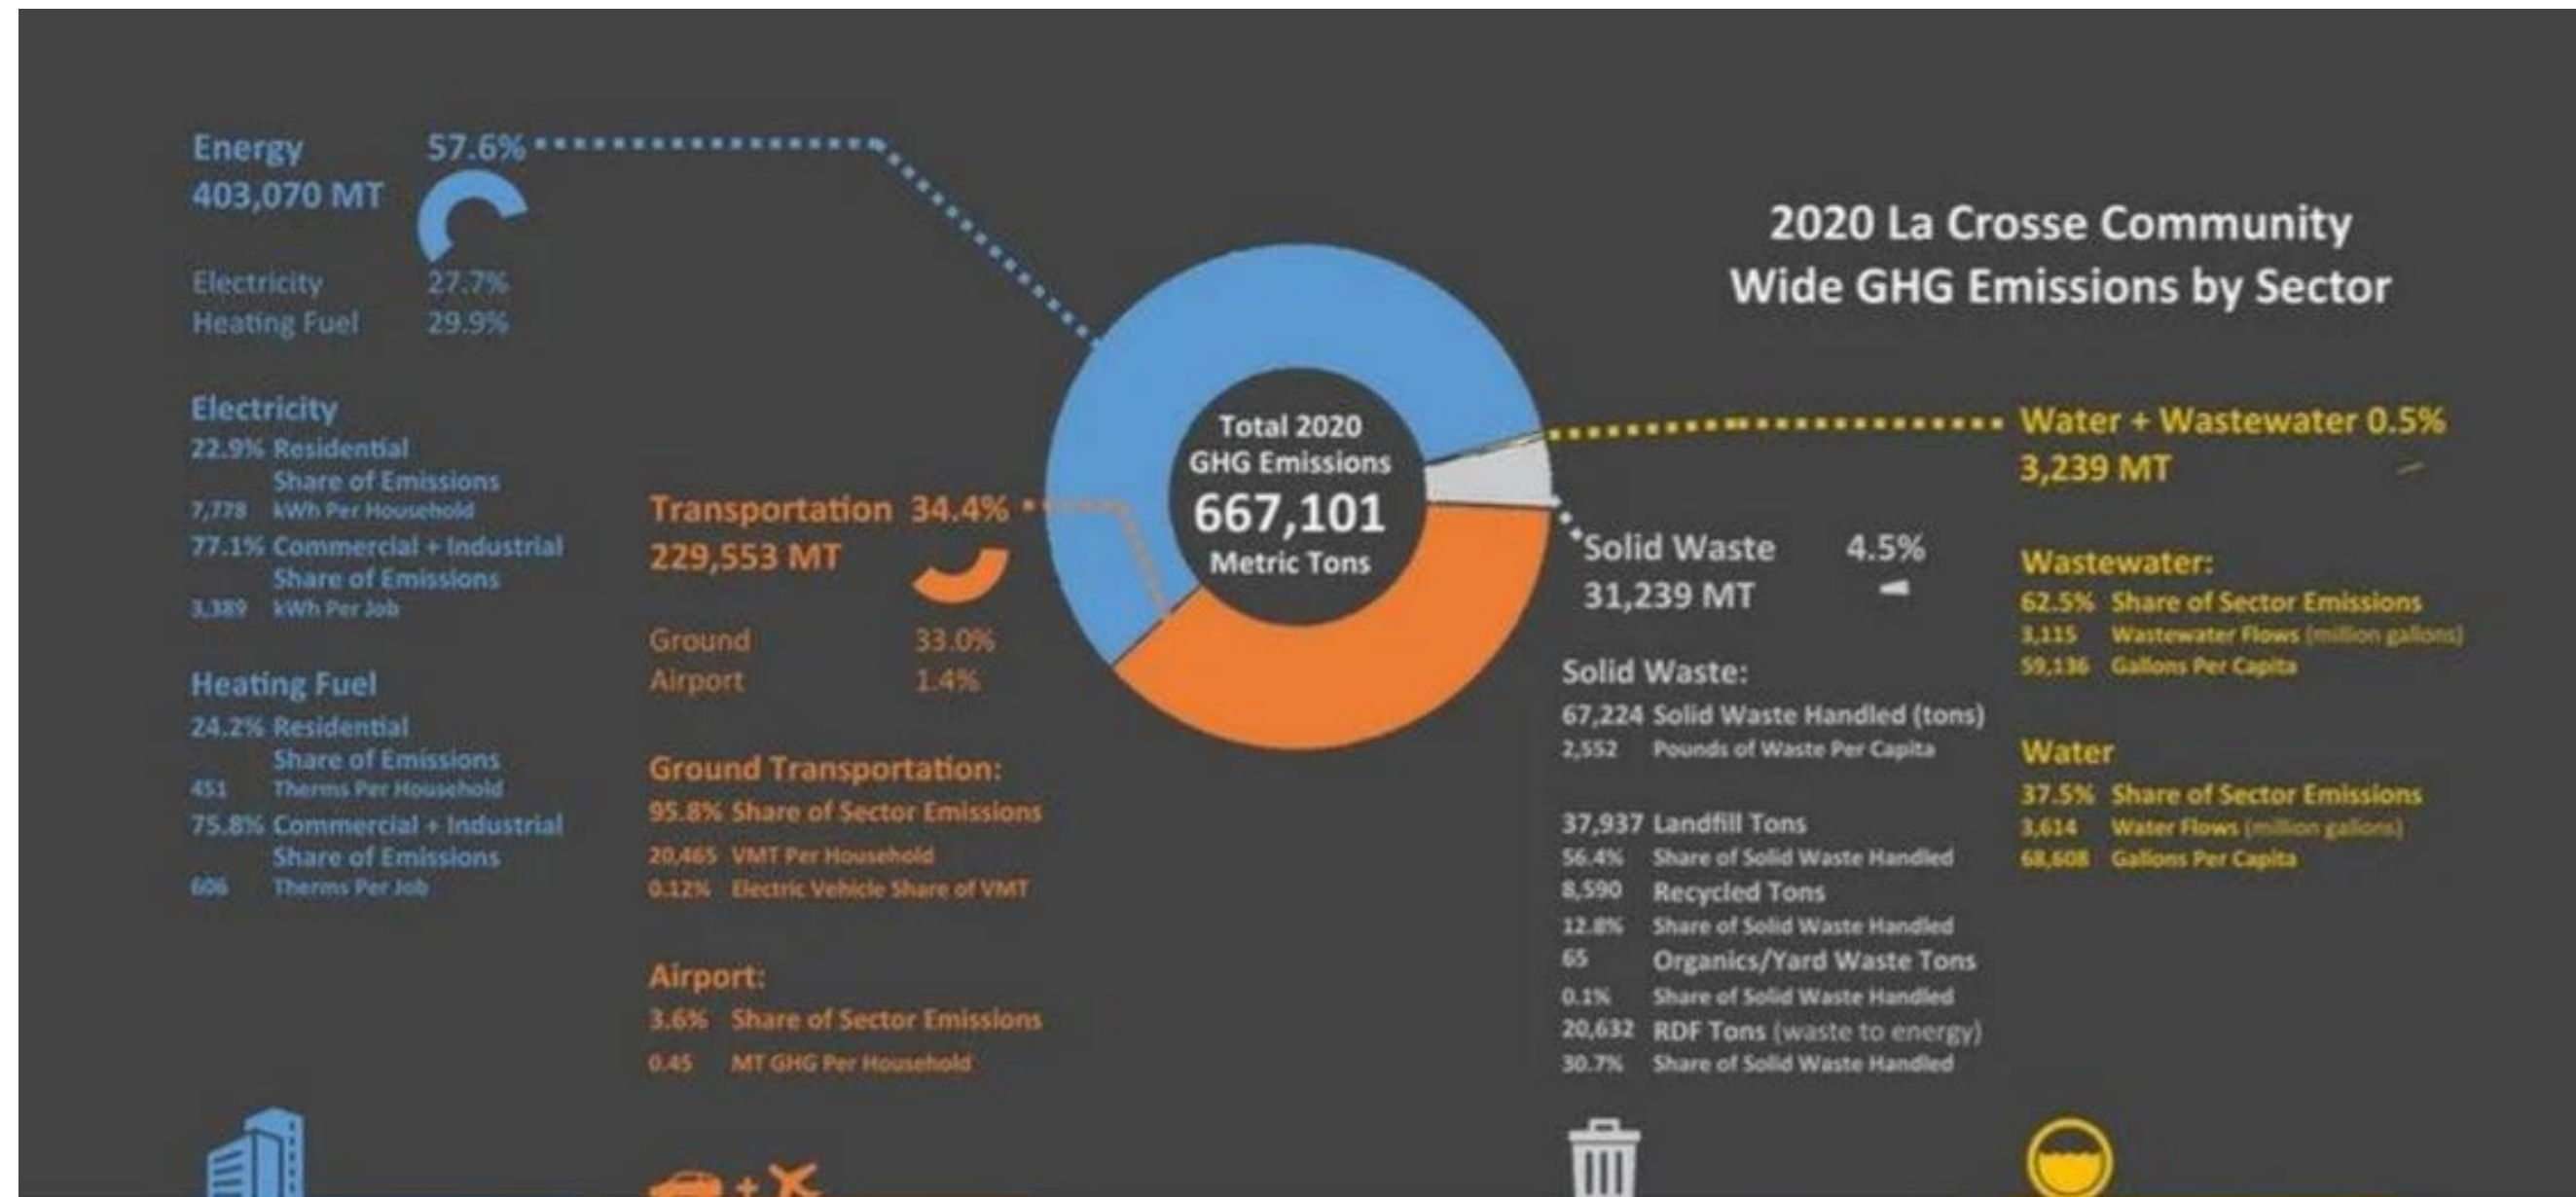 Energy 57.6%
403,070 MT
Electricity 27.7%
Heating Fuel 29.9%
Electricity
22.9% Residential
Share of Emissions
7,778 kWh Per Household
77.1% Commercial + Industrial
Share of Emissions
3,389 kWh Per Job
Heating Fuel
24.2% Residential
Share of Emissions
451 Therms Per Household
75.8% Commercial + Industrial
Share of Emissions
606 Therms Per Job
Transportation 34.4%
229,553 MT
Ground 33.0%
Airport 1.4%
Ground Transportation:
95.8% Share of Sector Emissions
20,465 VMT Per Household
0.12% Electric Vehicle Share of VMT
Airport:
3.6% Share of Sector Emissions
0.45 MT GHG Per Household
+
Total 2020
GHG Emissions
667,101
Metric Tons
2020 La Crosse Community
Wide GHG Emissions by Sector
Solid Waste 4.5%
31,239 MT
Solid Waste:
67,224 Solid Waste Handled (tons)
2,552 Pounds of Waste Per Capita
37,937 Landfill Tons
56.4% Share of Solid Waste Handled
8,590 Recycled Tons
12.8% Share of Solid Waste Handled
65 Organics/Yard Waste Tons
0.1% Share of Solid Waste Handled
20,632 RDF Tons (waste to energy)
30.7% Share of Solid Waste Handled
Water + Wastewater 0.5%
3,239 MT
Wastewater:
62.5% Share of Sector Emissions
3,115 Wastewater Flows (million gallons)
59,136 Gallons Per Capita
Water
37.5% Share of Sector Emissions
3,614 Water Flows (million gallons)
68,608 Gallons Per Capita